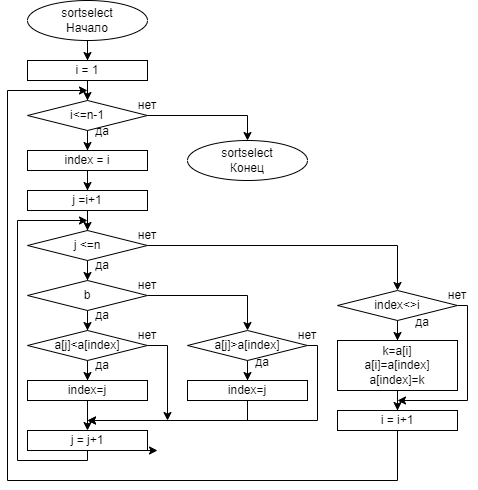 sortselect
Начало
i = 1
i<=n-1
нет
да
index = i
sortselect
Конец
j =i+1
j <=n
нет
да
b
нет
да
index<>i
нет
да
a[j]<a[index]
нет
да
a[j]>a[index]
нет
да
k=a[i]
a[i]=a[index]
a[index]=k
index=j
index=j
i = i+1
j = j+1